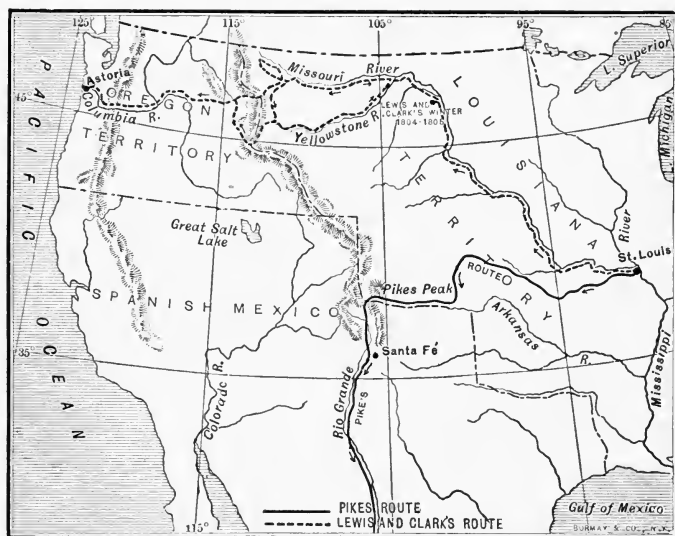 125°
115°
105°
95°
L. Superior
L. Michigan
Missouri River
Astoria
45°
OREGON
TERRITORY
Columbia R.
Yellowstone R.
LEWIS AND
CLARK'S WINTER
1804-1805
LOUISIANA
TERRITORY
PACIFIC OCEAN
Great Salt
Lake
SPANISH MEXICO
River
St. Louis
ROUTE
Pikes Peak
Arkansas
R.
Santa Fé
35°
Colorado R.
Rio Grande
PIKE'S
Mississippi
115°
PIKES ROUTE
LEWIS AND CLARK'S ROUTE
Gulf of Mexico
BORMAY & CO., N.Y.